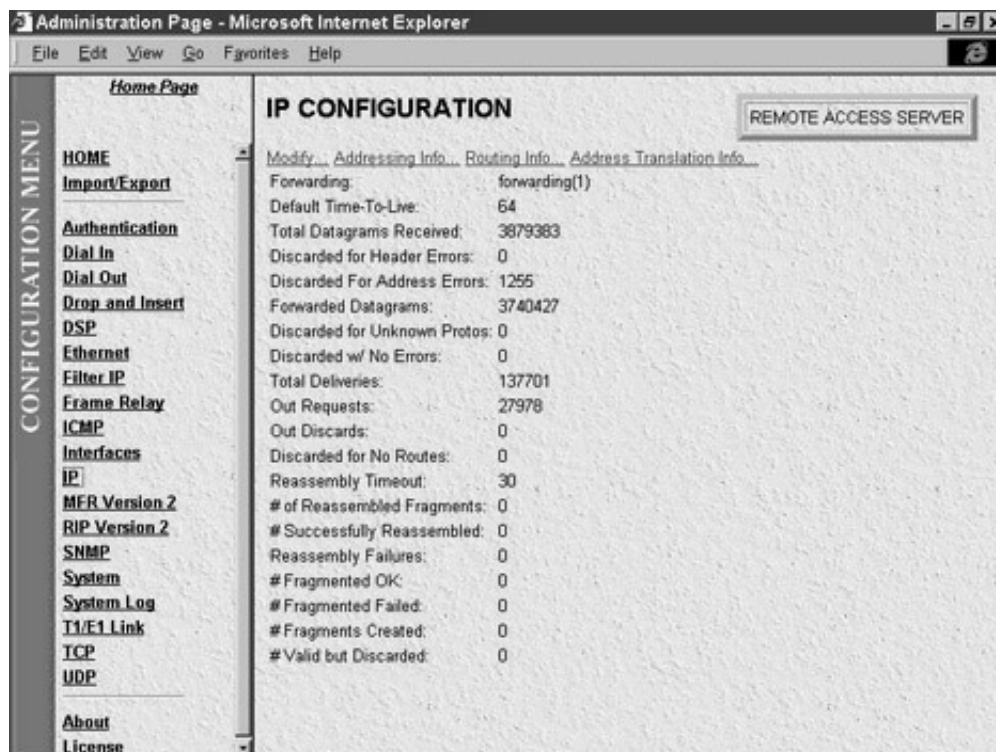 Administration Page - Microsoft Internet Explorer
File Edit View Go Favorites Help
CONFIGURATION MENU
Home Page
HOME
Import/Export
Authentication
Dial In
Dial Out
Drop and Insert
DSP
Ethernet
Filter IP
Frame Relay
ICMP
Interfaces
IP
MFR Version 2
RIP Version 2
SNMP
System
System Log
T1/E1 Link
TCP
UDP
About
License
IP CONFIGURATION
REMOTE ACCESS SERVER
Modify... Addressing Info... Routing Info... Address Translation Info...
Forwarding: forwarding(1)
Default Time-To-Live: 64
Total Datagrams Received: 3879383
Discarded for Header Errors: 0
Discarded For Address Errors: 1255
Forwarded Datagrams: 3740427
Discarded for Unknown Protos: 0
Discarded w/ No Errors: 0
Total Deliveries: 137701
Out Requests: 27978
Out Discards: 0
Discarded for No Routes: 0
Reassembly Timeout: 30
# of Reassembled Fragments: 0
# Successfully Reassembled: 0
Reassembly Failures: 0
# Fragmented OK: 0
# Fragmented Failed: 0
# Fragments Created: 0
# Valid but Discarded: 0